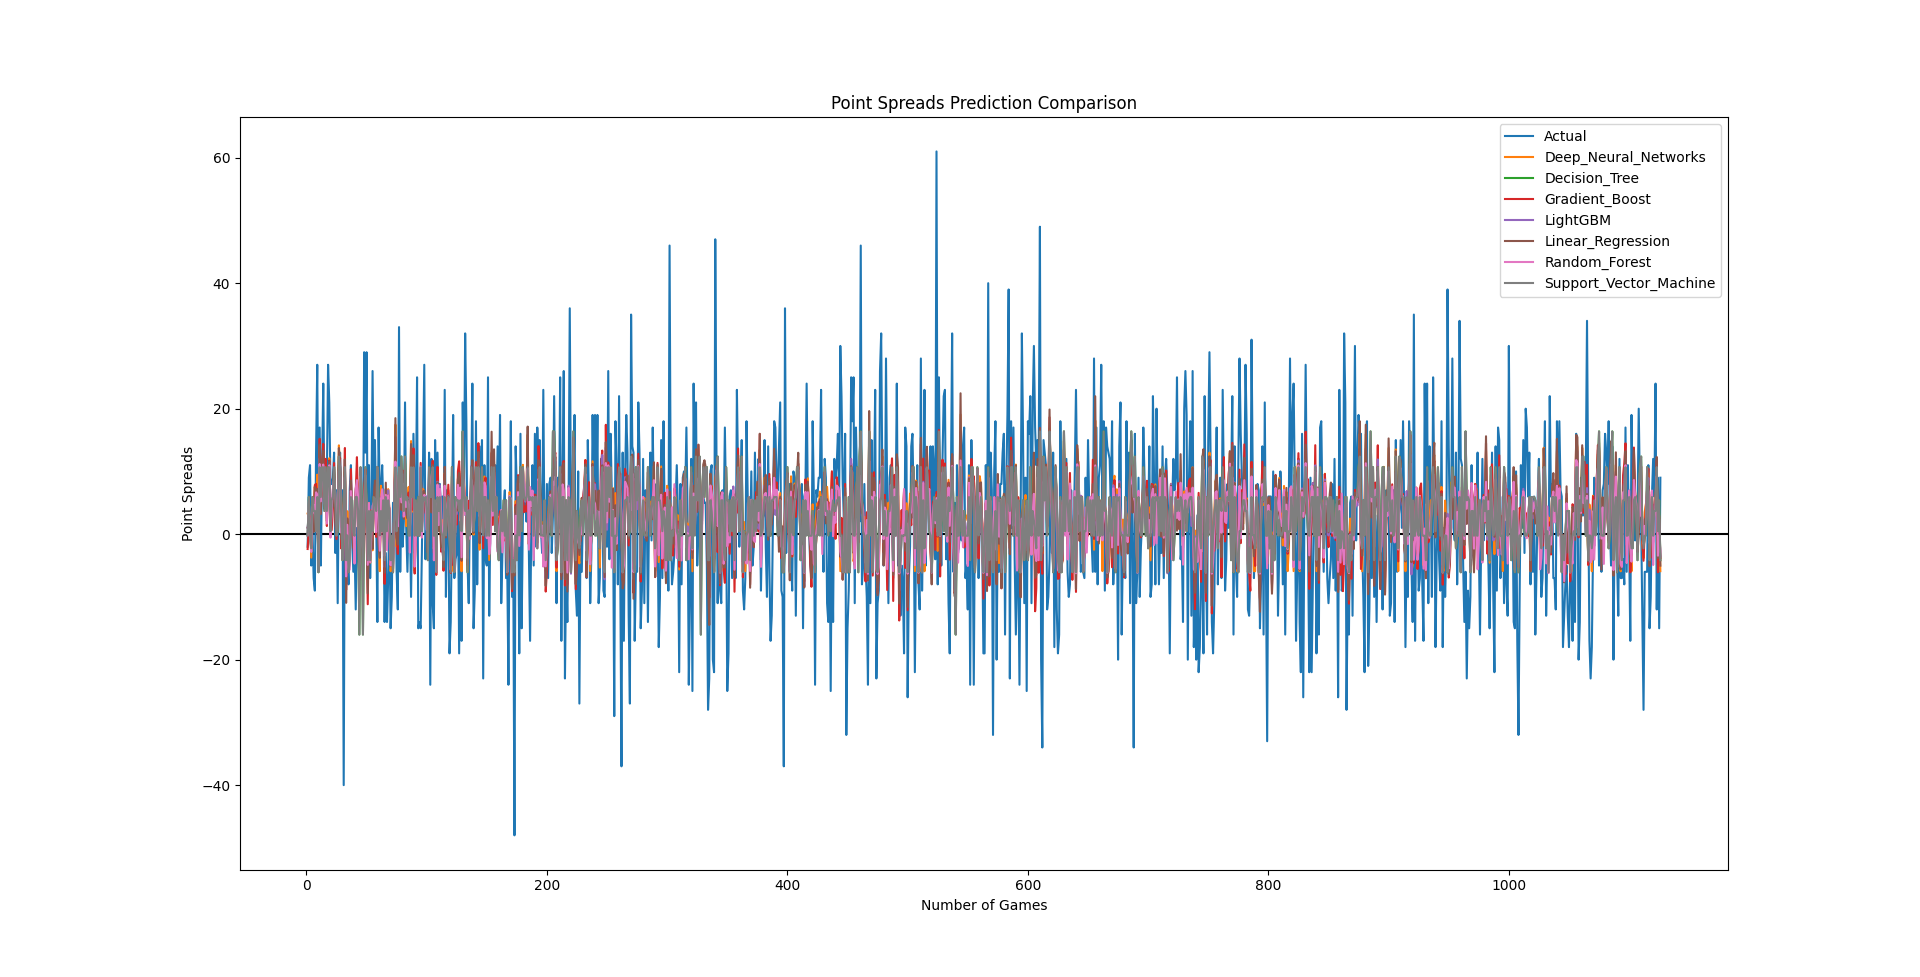 Point Spreads Prediction Comparison
Actual
Deep_Neural_Networks
Decision_Tree
Gradient_Boost
LightGBM
Linear_Regression
Random_Forest
Support_Vector_Machine
Point Spreads
60
40
20
0
−20
−40
0 200 400 600 800 1000
Number of Games